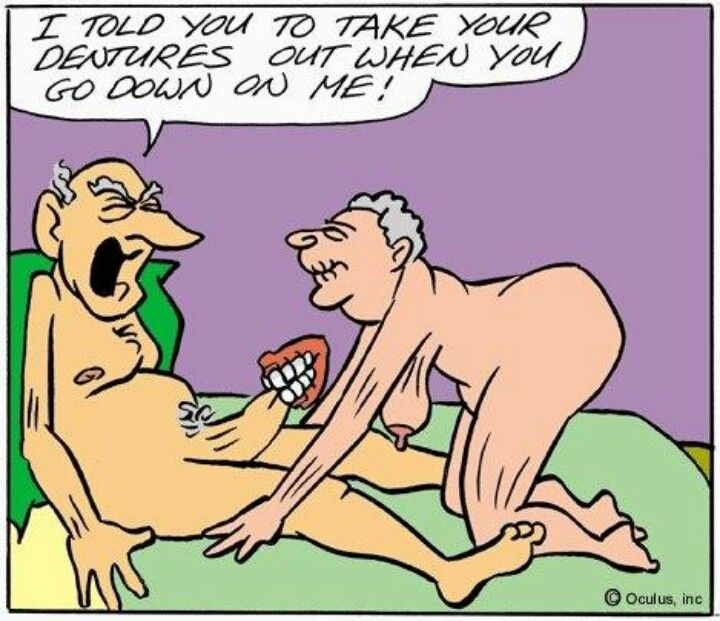 I TOLD YOU TO TAKE YOUR
DENTURES OUT WHEN YOU
GO DOWN ON ME!
© Oculus, inc